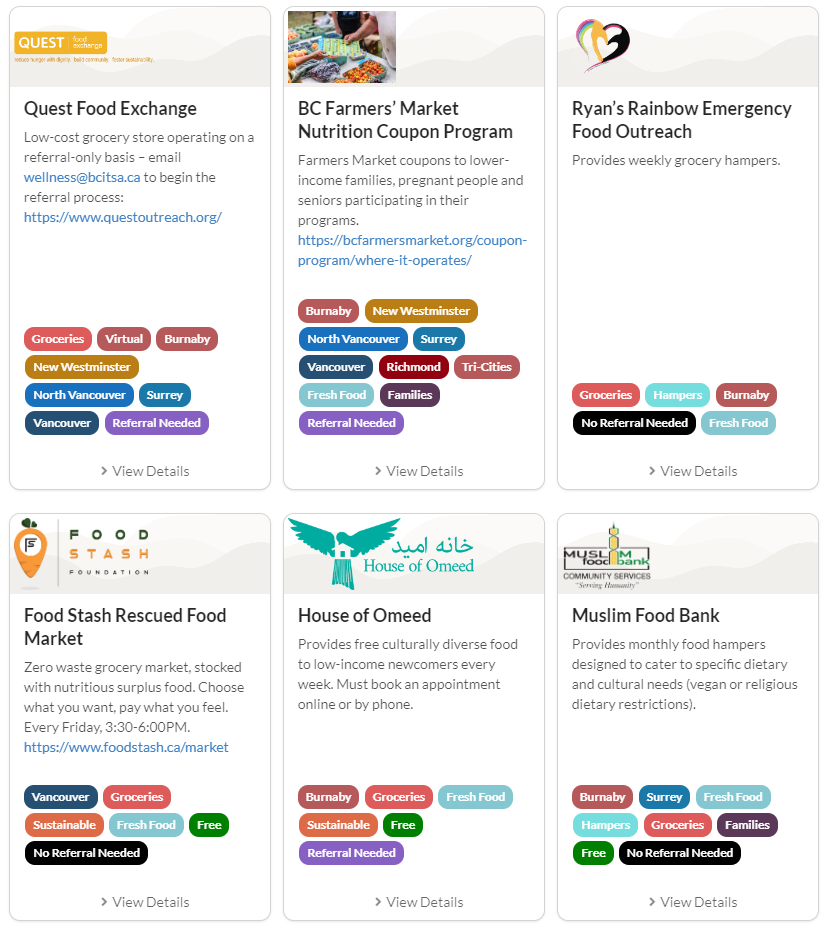 QUEST food exchange
reduce hunger with dignity. build community. foster sustainability.
Quest Food Exchange
Low-cost grocery store operating on a
referral-only basis – email
wellness@bcitsa.ca to begin the
referral process:
https://www.questoutreach.org/
Groceries Virtual Burnaby
New Westminster
North Vancouver Surrey
Vancouver Referral Needed
View Details
BC Farmers’ Market
Nutrition Coupon Program
Farmers Market coupons to lower-
income families, pregnant people and
seniors participating in their
programs.
https://bcfarmersmarket.org/coupon-
program/where-it-operates/
Burnaby New Westminster
North Vancouver Surrey
Vancouver Richmond Tri-Cities
Fresh Food Families
Referral Needed
View Details
Ryan’s Rainbow Emergency
Food Outreach
Provides weekly grocery hampers.
Groceries Hampers Burnaby
No Referral Needed Fresh Food
View Details
FS
FOOD
STASH
FOUNDATION
Food Stash Rescued Food
Market
Zero waste grocery market, stocked
with nutritious surplus food. Choose
what you want, pay what you feel.
Every Friday, 3:30-6:00PM.
https://www.foodstash.ca/market
Vancouver Groceries
Sustainable Fresh Food Free
No Referral Needed
View Details
خانه امید
House of Omeed
House of Omeed
Provides free culturally diverse food
to low-income newcomers every
week. Must book an appointment
online or by phone.
Burnaby Groceries Fresh Food
Sustainable Free
Referral Needed
View Details
MUSLIM
food bank
COMMUNITY SERVICES
"Serving Humanity"
Muslim Food Bank
Provides monthly food hampers
designed to cater to specific dietary
and cultural needs (vegan or religious
dietary restrictions).
Burnaby Surrey Fresh Food
Hampers Groceries Families
Free No Referral Needed
View Details